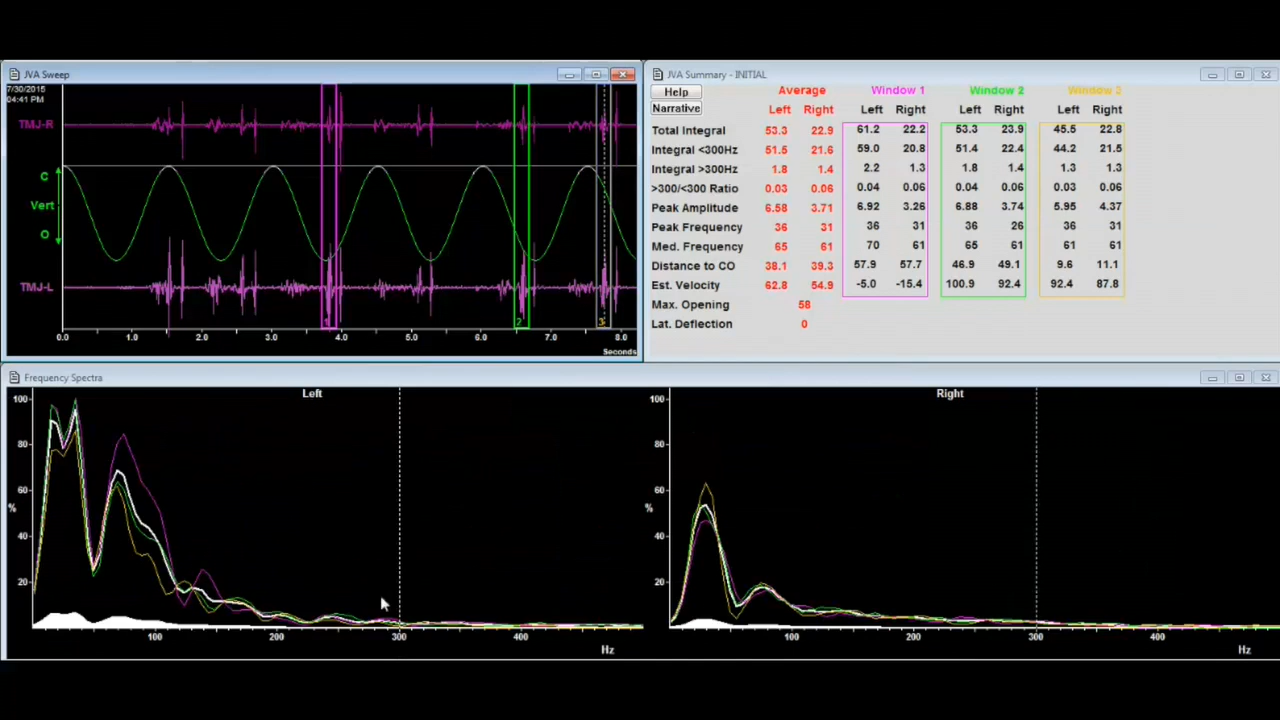 JVA Sweep
7/30/2015
04:41 PM
TMJ-R
C
Vert
O
TMJ-L
1
2
3
0.0 1.0 2.0 3.0 4.0 5.0 6.0 7.0 8.0
Seconds
JVA Summary - INITIAL
Help Average Window 1 Window 2 Window 3
Narrative Left Right Left Right Left Right Left Right
Total Integral 53.3 22.9 61.2 22.2 53.3 23.9 45.5 22.8
Integral <300Hz 51.5 21.6 59.0 20.8 51.4 22.4 44.2 21.5
Integral >300Hz 1.8 1.4 2.2 1.3 1.8 1.4 1.3 1.3
>300/<300 Ratio 0.03 0.06 0.04 0.06 0.04 0.06 0.03 0.06
Peak Amplitude 6.58 3.71 6.92 3.26 6.88 3.74 5.95 4.37
Peak Frequency 36 31 36 31 36 26 36 31
Med. Frequency 65 61 70 61 65 61 61 61
Distance to CO 38.1 39.3 57.9 57.7 46.9 49.1 9.6 11.1
Est. Velocity 62.8 54.9 -5.0 -15.4 100.9 92.4 92.4 87.8
Max. Opening 58
Lat. Deflection 0
Frequency Spectra
Left
100
80
60
%
40
20
100 200 300 400
Hz
Right
100
80
60
%
40
20
100 200 300 400
Hz